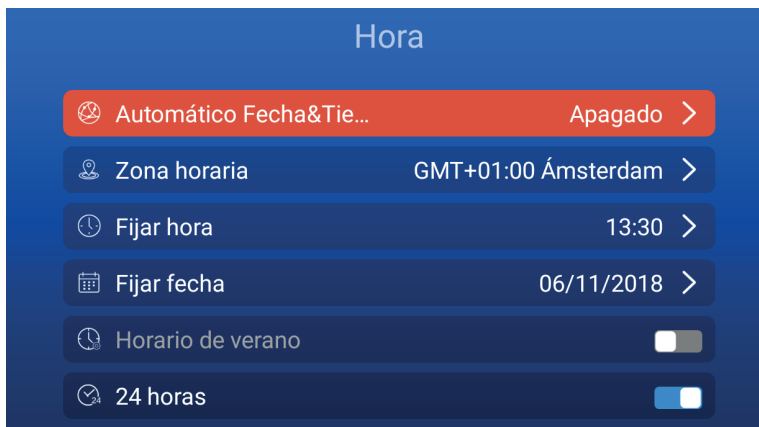 Hora
Automático Fecha&Tie... Apagado
Zona horaria GMT+01:00 Ámsterdam
Fijar hora 13:30
Fijar fecha 06/11/2018
Horario de verano
24 horas